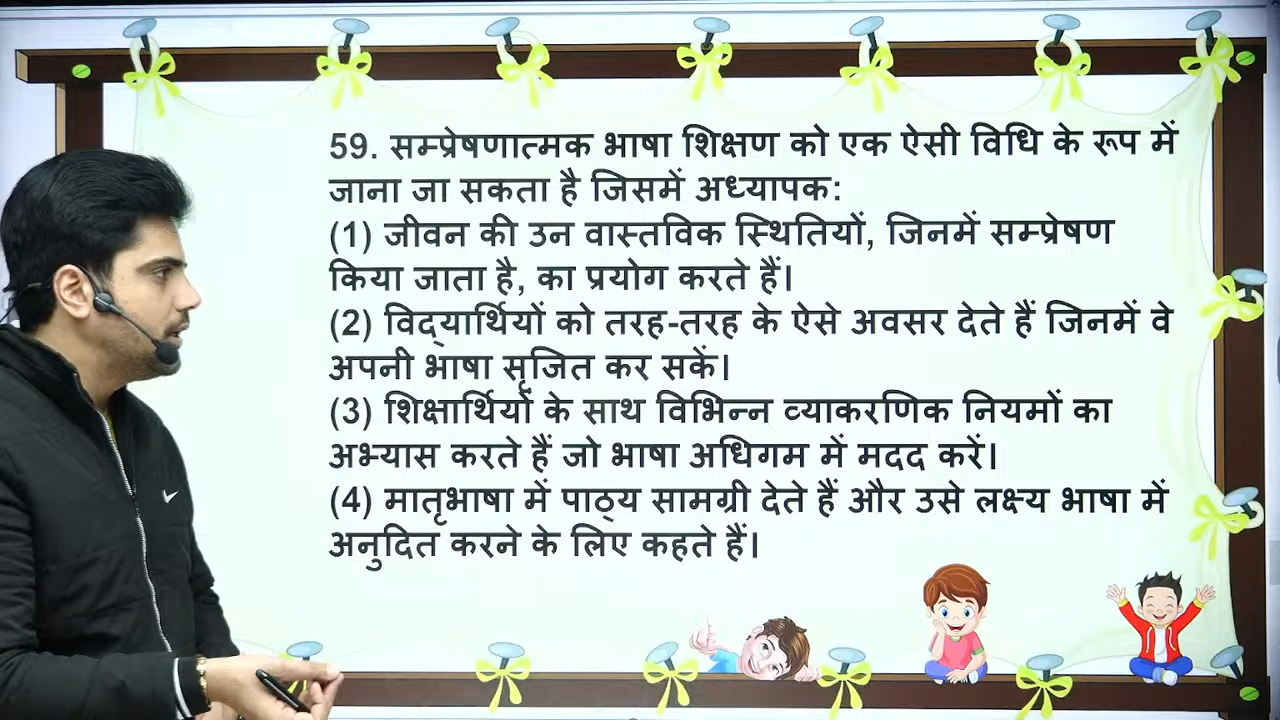 59. सम्प्रेषणात्मक भाषा शिक्षण को एक ऐसी विधि के रूप में
जाना जा सकता है जिसमें अध्यापक:
(1) जीवन की उन वास्तविक स्थितियों, जिनमें सम्प्रेषण
किया जाता है, का प्रयोग करते हैं।
(2) विद्यार्थियों को तरह-तरह के ऐसे अवसर देते हैं जिनमें वे
अपनी भाषा सृजित कर सकें।
(3) शिक्षार्थियों के साथ विभिन्न व्याकरणिक नियमों का
अभ्यास करते हैं जो भाषा अधिगम में मदद करें।
(4) मातृभाषा में पाठ्य सामग्री देते हैं और उसे लक्ष्य भाषा में
अनुदित करने के लिए कहते हैं।